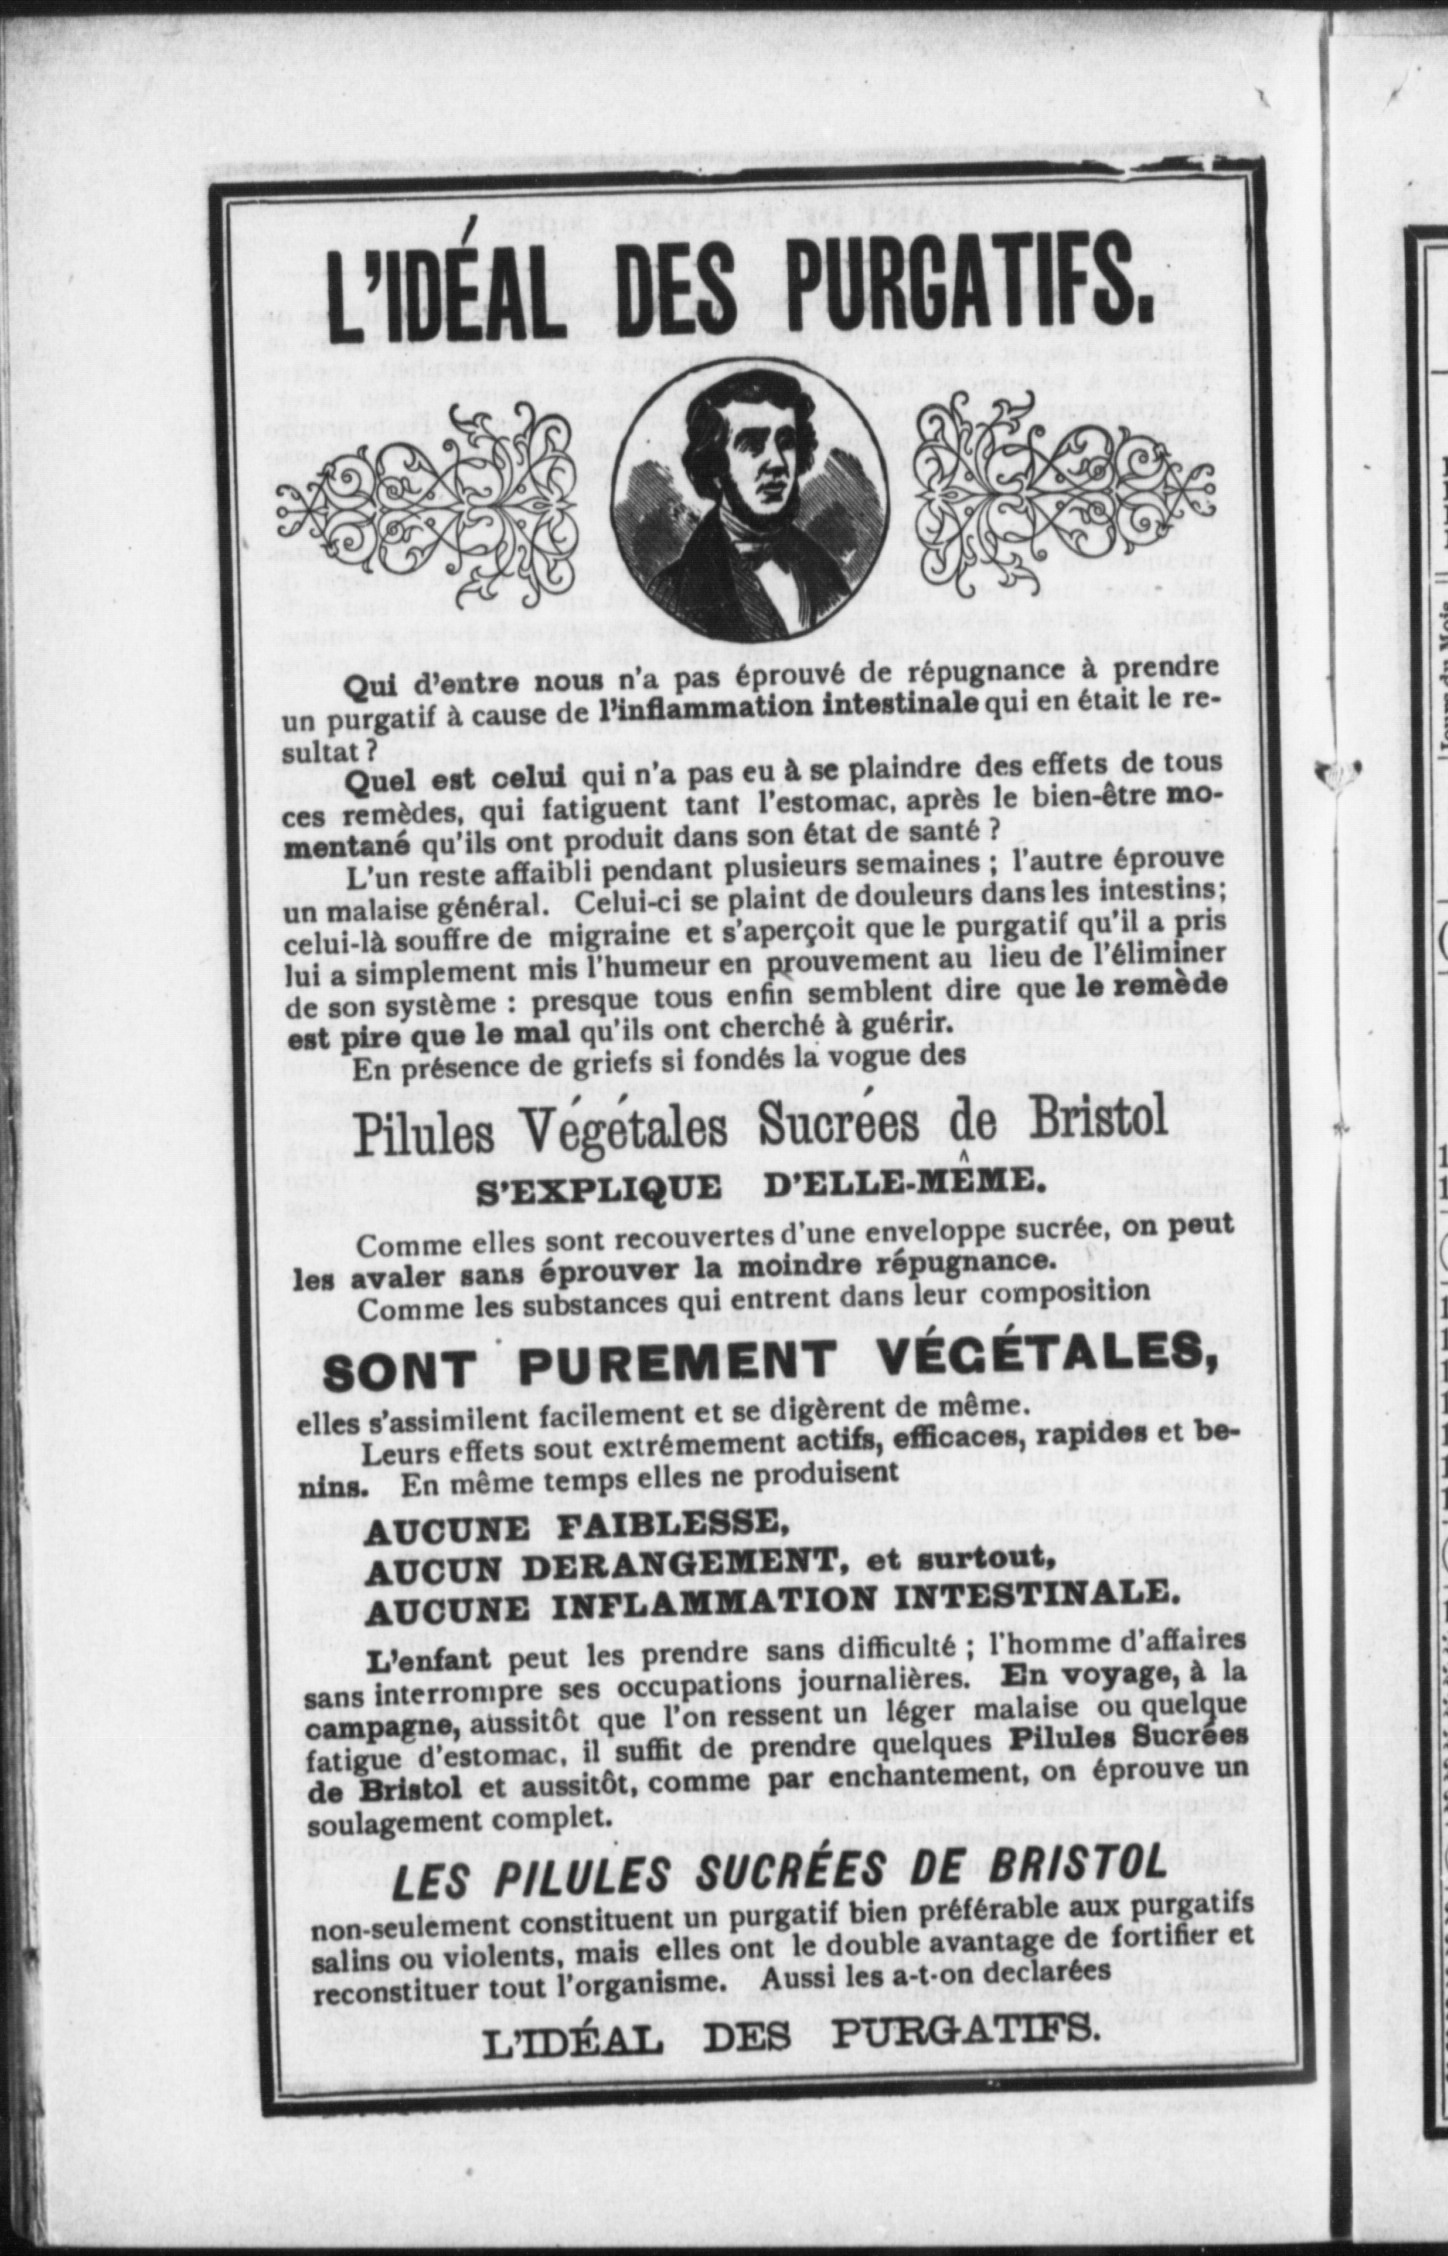 L'IDÉAL DES PURGATIFS.
Qui d'entre nous n'a pas éprouvé de répugnance à prendre
un purgatif à cause de l'inflammation intestinale qui en était le re-
sultat ?
Quel est celui qui n'a pas eu à se plaindre des effets de tous
ces remèdes, qui fatiguent tant l'estomac, après le bien-être mo-
mentané qu'ils ont produit dans son état de santé ?
L'un reste affaibli pendant plusieurs semaines ; l'autre éprouve
un malaise général. Celui-ci se plaint de douleurs dans les intestins;
celui-là souffre de migraine et s'aperçoit que le purgatif qu'il a pris
lui a simplement mis l'humeur en prouvement au lieu de l'éliminer
de son système : presque tous enfin semblent dire que le remède
est pire que le mal qu'ils ont cherché à guérir.
En présence de griefs si fondés la vogue des
Pilules Végétales Sucrées de Bristol
S'EXPLIQUE D'ELLE-MÊME.
Comme elles sont recouvertes d'une enveloppe sucrée, on peut
les avaler sans éprouver la moindre répugnance.
Comme les substances qui entrent dans leur composition
SONT PUREMENT VÉGÉTALES,
elles s'assimilent facilement et se digèrent de même.
Leurs effets sout extrémement actifs, efficaces, rapides et be-
nins. En même temps elles ne produisent
AUCUNE FAIBLESSE,
AUCUN DERANGEMENT, et surtout,
AUCUNE INFLAMMATION INTESTINALE.
L'enfant peut les prendre sans difficulté ; l'homme d'affaires
sans interrompre ses occupations journalières. En voyage, à la
campagne, aussitôt que l'on ressent un léger malaise ou quelque
fatigue d'estomac, il suffit de prendre quelques Pilules Sucrées
de Bristol et aussitôt, comme par enchantement, on éprouve un
soulagement complet.
LES PILULES SUCRÉES DE BRISTOL
non-seulement constituent un purgatif bien préférable aux purgatifs
salins ou violents, mais elles ont le double avantage de fortifier et
reconstituer tout l'organisme. Aussi les a-t-on declarées
L'IDÉAL DES PURGATIFS.